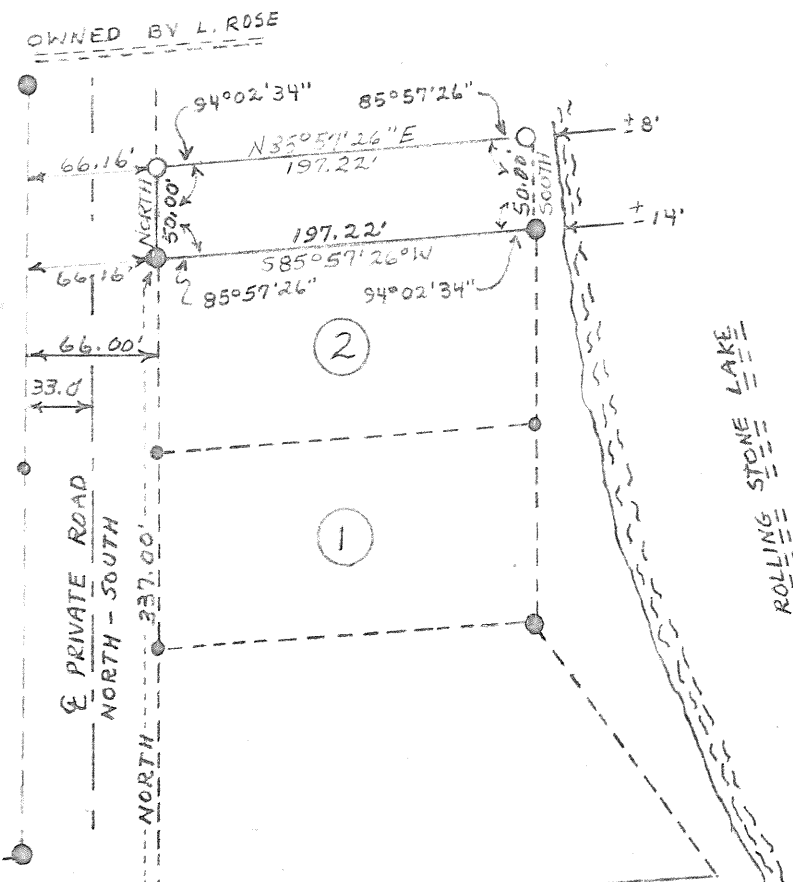 OWNED BY L. ROSE
94°02'34"
85°57'26"
N 85°57'26" E
197.22'
±8'
66.16'
NORTH
50.00'
50.00'
SOUTH
±14'
197.22'
S85°57'26"W
66.16'
85°57'26"
94°02'34"
66.00'
2
33.0'
ROLLING STONE LAKE
1
℄ PRIVATE ROAD
NORTH - SOUTH
NORTH 337.00'